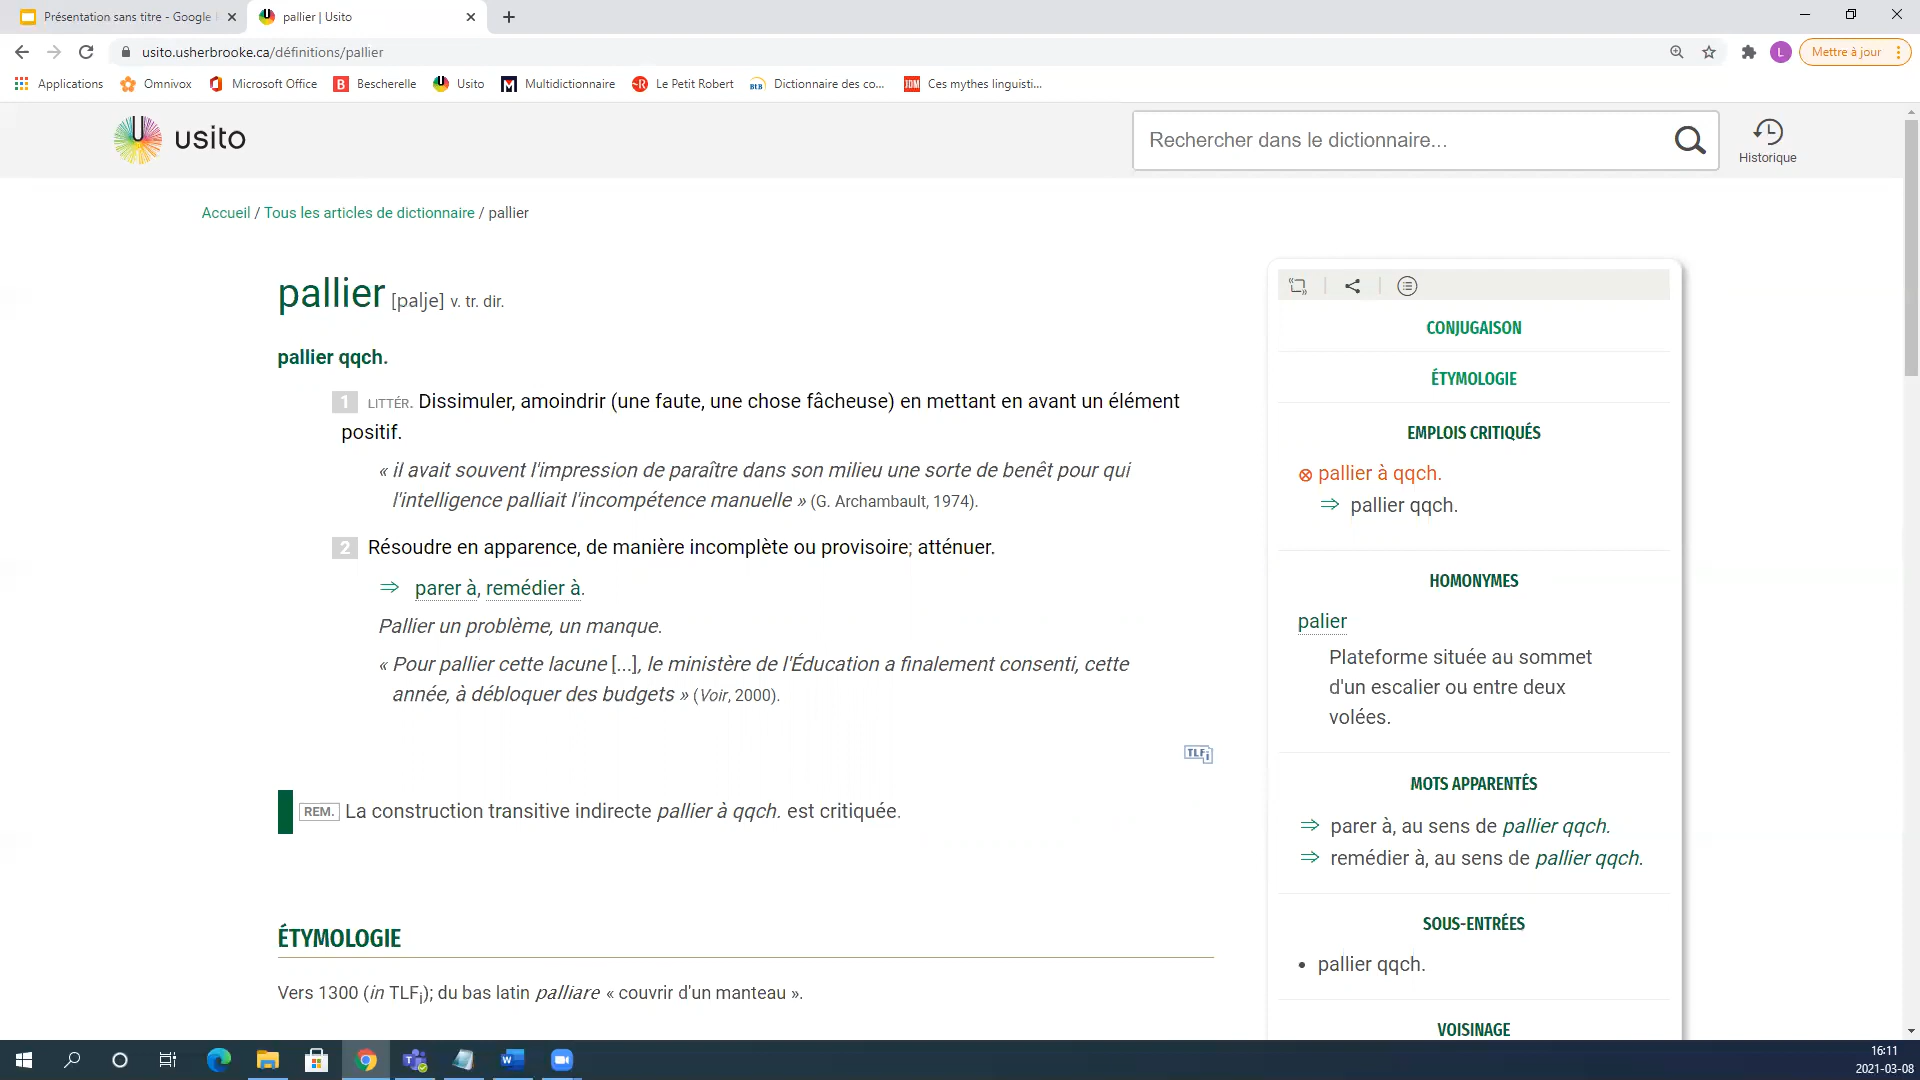 Présentation sans titre - Google
pallier | Usito
usito.usherbrooke.ca/définitions/pallier
L
Mettre à jour
Applications
Omnivox
Microsoft Office
B Bescherelle
Usito
Multidictionnaire
Le Petit Robert
BtB Dictionnaire des co...
JDM Ces mythes linguisti...
usito
Rechercher dans le dictionnaire...
Historique
Accueil / Tous les articles de dictionnaire / pallier
pallier [palje] v. tr. dir.
pallier qqch.
1 LITTÉR. Dissimuler, amoindrir (une faute, une chose fâcheuse) en mettant en avant un élément
positif.
« il avait souvent l'impression de paraître dans son milieu une sorte de benêt pour qui
l'intelligence palliait l'incompétence manuelle » (G. Archambault, 1974).
2 Résoudre en apparence, de manière incomplète ou provisoire; atténuer.
⇒ parer à, remédier à.
Pallier un problème, un manque.
« Pour pallier cette lacune [...], le ministère de l'Éducation a finalement consenti, cette
année, à débloquer des budgets » (Voir, 2000).
TLFi
REM. La construction transitive indirecte pallier à qqch. est critiquée.
ÉTYMOLOGIE
Vers 1300 (in TLFi); du bas latin palliare « couvrir d'un manteau ».
CONJUGAISON
ÉTYMOLOGIE
EMPLOIS CRITIQUÉS
⊗ pallier à qqch.
⇒ pallier qqch.
HOMONYMES
palier
Plateforme située au sommet
d'un escalier ou entre deux
volées.
MOTS APPARENTÉS
⇒ parer à, au sens de pallier qqch.
⇒ remédier à, au sens de pallier qqch.
SOUS-ENTRÉES
• pallier qqch.
VOISINAGE
16:11
2021-03-08